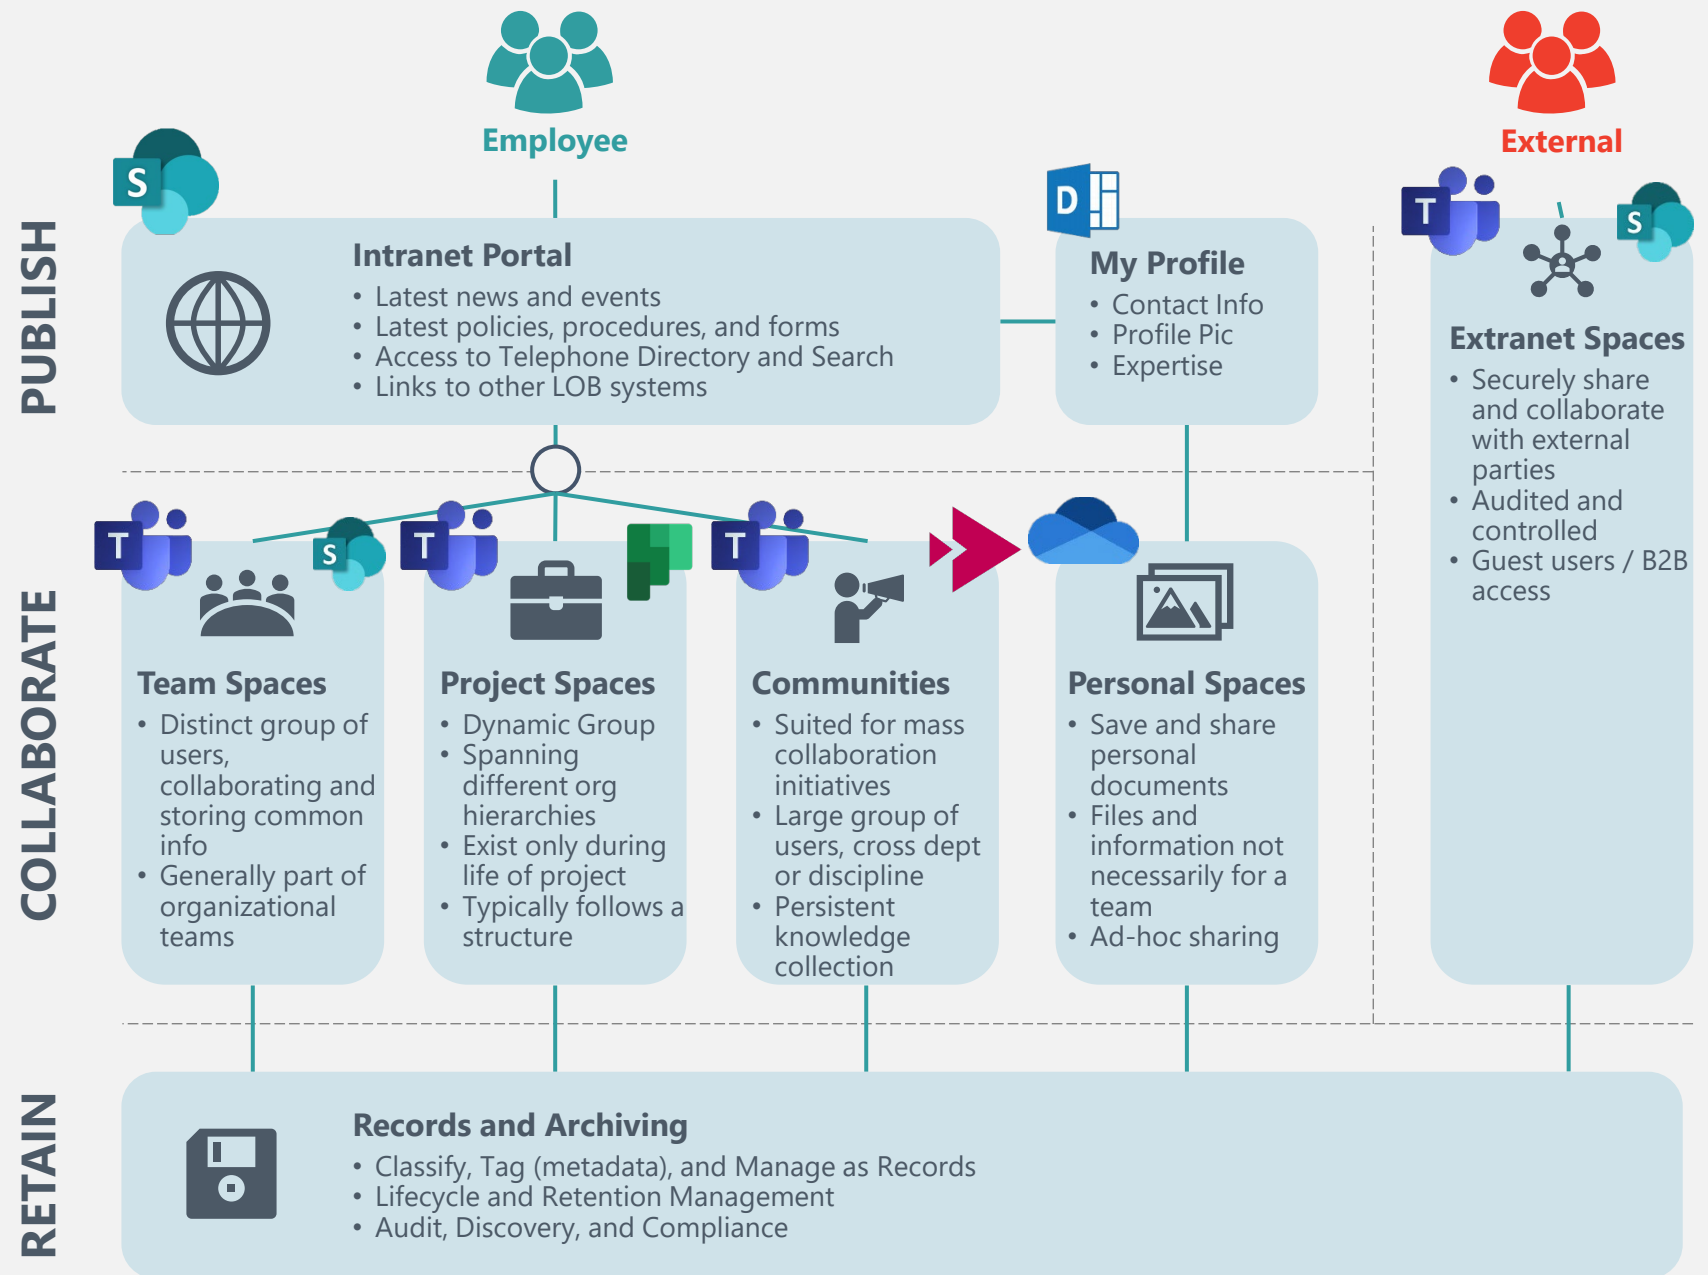 Employee
External
S
D
T
S
PUBLISH
Intranet Portal
• Latest news and events
• Latest policies, procedures, and forms
• Access to Telephone Directory and Search
• Links to other LOB systems
My Profile
• Contact Info
• Profile Pic
• Expertise
Extranet Spaces
• Securely share
and collaborate
with external
parties
• Audited and
controlled
• Guest users / B2B
access
COLLABORATE
T
S
T
T
Team Spaces
• Distinct group of
users,
collaborating and
storing common
info
• Generally part of
organizational
teams
Project Spaces
• Dynamic Group
• Spanning
different org
hierarchies
• Exist only during
life of project
• Typically follows a
structure
Communities
• Suited for mass
collaboration
initiatives
• Large group of
users, cross dept
or discipline
• Persistent
knowledge
collection
Personal Spaces
• Save and share
personal
documents
• Files and
information not
necessarily for a
team
• Ad-hoc sharing
RETAIN
Records and Archiving
• Classify, Tag (metadata), and Manage as Records
• Lifecycle and Retention Management
• Audit, Discovery, and Compliance